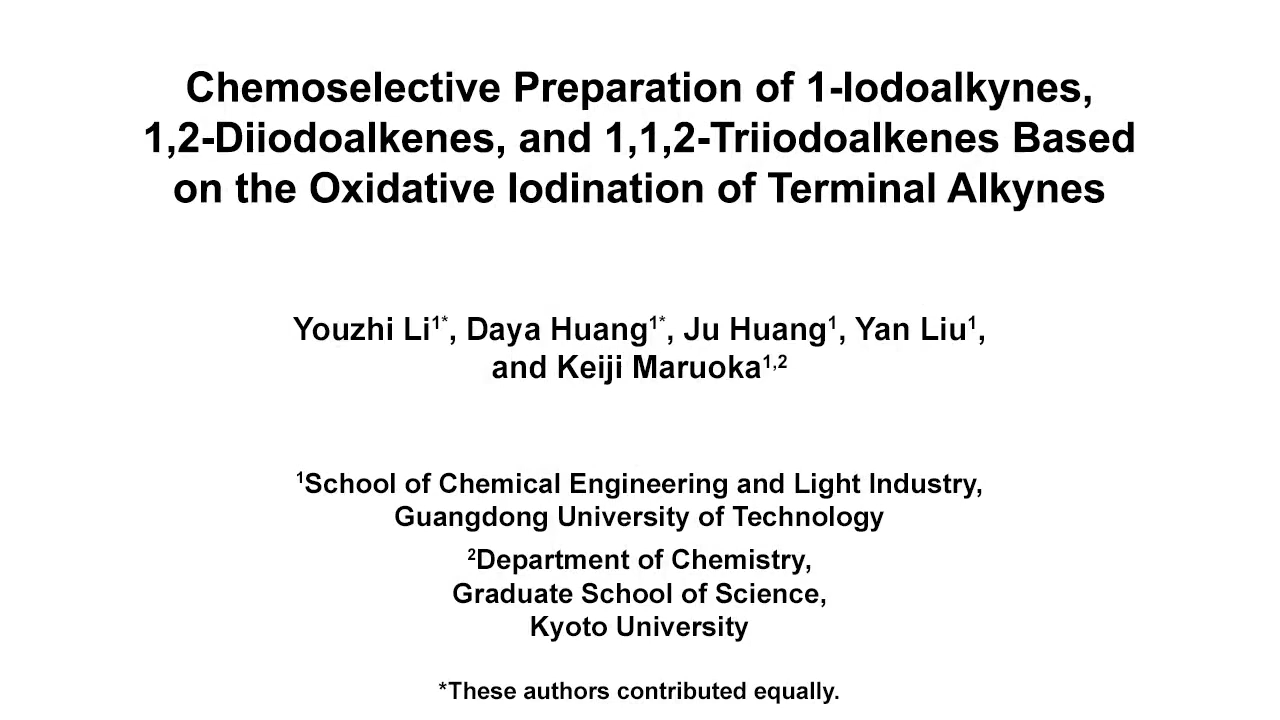 Chemoselective Preparation of 1-Iodoalkynes,
1,2-Diiodoalkenes, and 1,1,2-Triiodoalkenes Based
on the Oxidative Iodination of Terminal Alkynes
Youzhi Li¹*, Daya Huang¹*, Ju Huang¹, Yan Liu¹,
and Keiji Maruoka¹,²
¹School of Chemical Engineering and Light Industry,
Guangdong University of Technology
²Department of Chemistry,
Graduate School of Science,
Kyoto University
*These authors contributed equally.